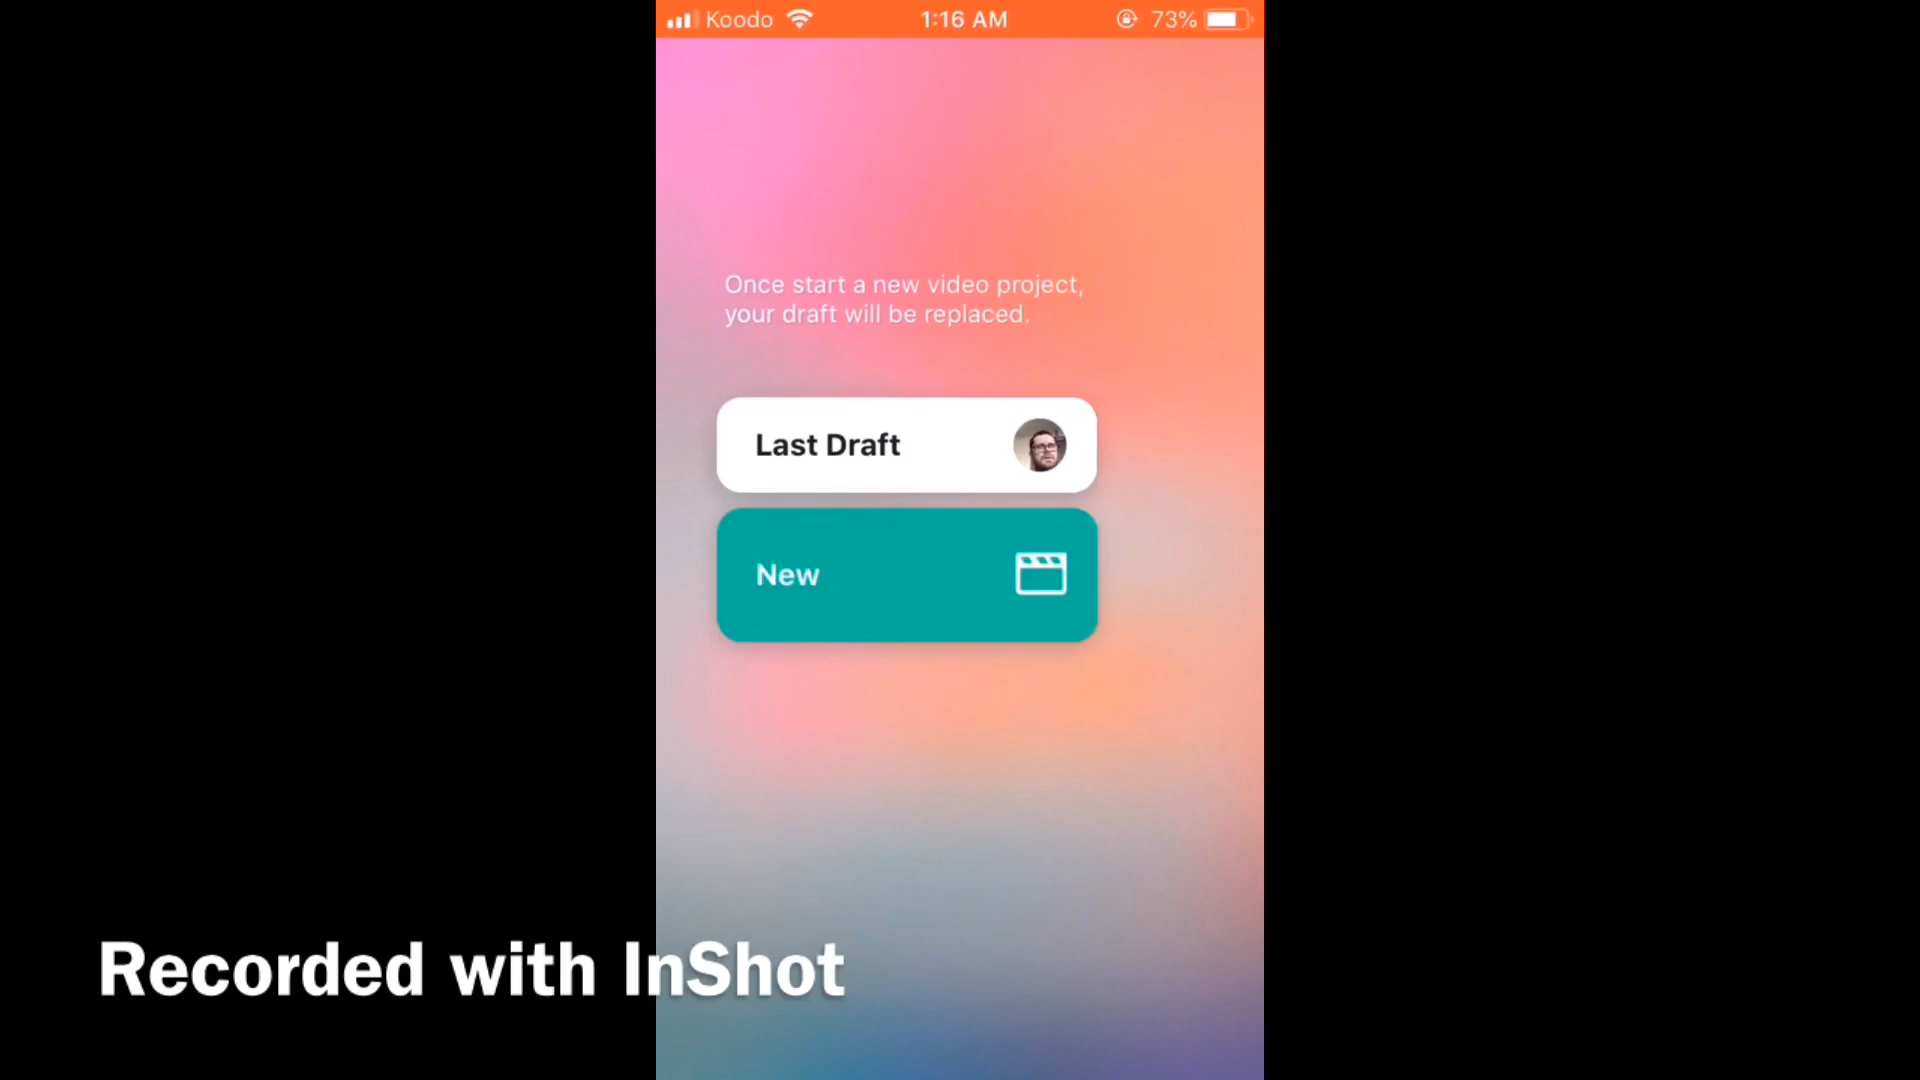 Koodo
1:16 AM
73%
Once start a new video project,
your draft will be replaced.
Last Draft
New
Recorded with InShot